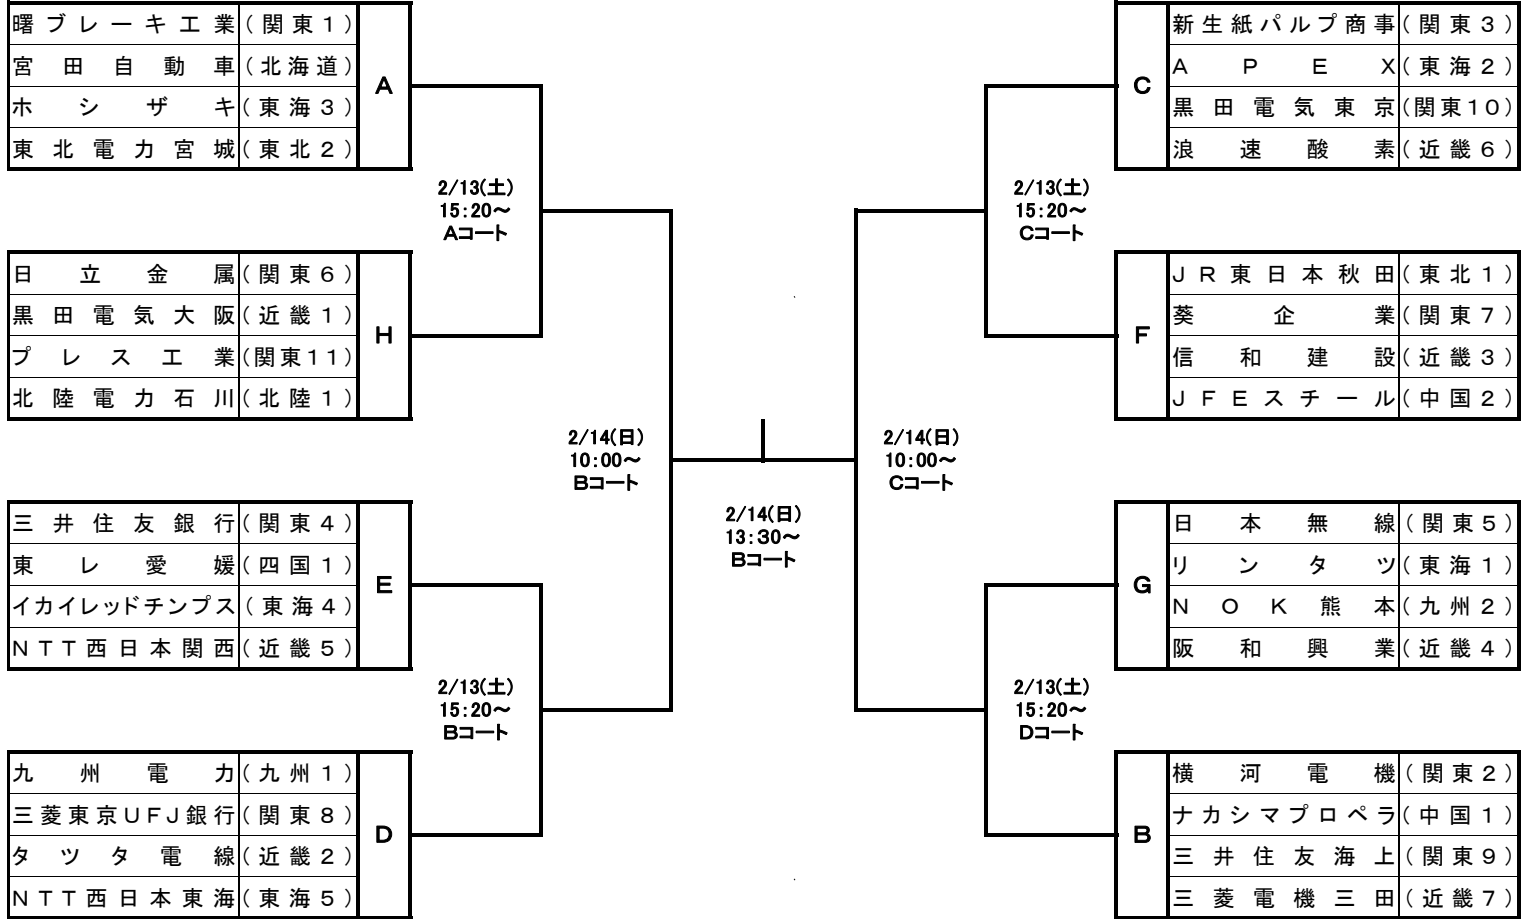 曙ブレーキ工業(関東1)
宮田自動車(北海道)
ホシザキ(東海3)
東北電力宮城(東北2)
A
2/13(土)
15:20～
Aコート
日立金属(関東6)
黒田電気大阪(近畿1)
プレス工業(関東11)
北陸電力石川(北陸1)
H
2/14(日)
10:00～
Bコート
三井住友銀行(関東4)
東レ愛媛(四国1)
イカイレッドチンプス(東海4)
NTT西日本関西(近畿5)
E
2/13(土)
15:20～
Bコート
九州電力(九州1)
三菱東京UFJ銀行(関東8)
タツタ電線(近畿2)
NTT西日本東海(東海5)
D
2/14(日)
13:30～
Bコート
C
新生紙パルプ商事(関東3)
APEX(東海2)
黒田電気東京(関東10)
浪速酸素(近畿6)
2/13(土)
15:20～
Cコート
F
JR東日本秋田(東北1)
葵企業(関東7)
信和建設(近畿3)
JFEスチール(中国2)
2/14(日)
10:00～
Cコート
G
日本無線(関東5)
リンタツ(東海1)
NOK熊本(九州2)
阪和興業(近畿4)
2/13(土)
15:20～
Dコート
B
横河電機(関東2)
ナカシマプロペラ(中国1)
三井住友海上(関東9)
三菱電機三田(近畿7)